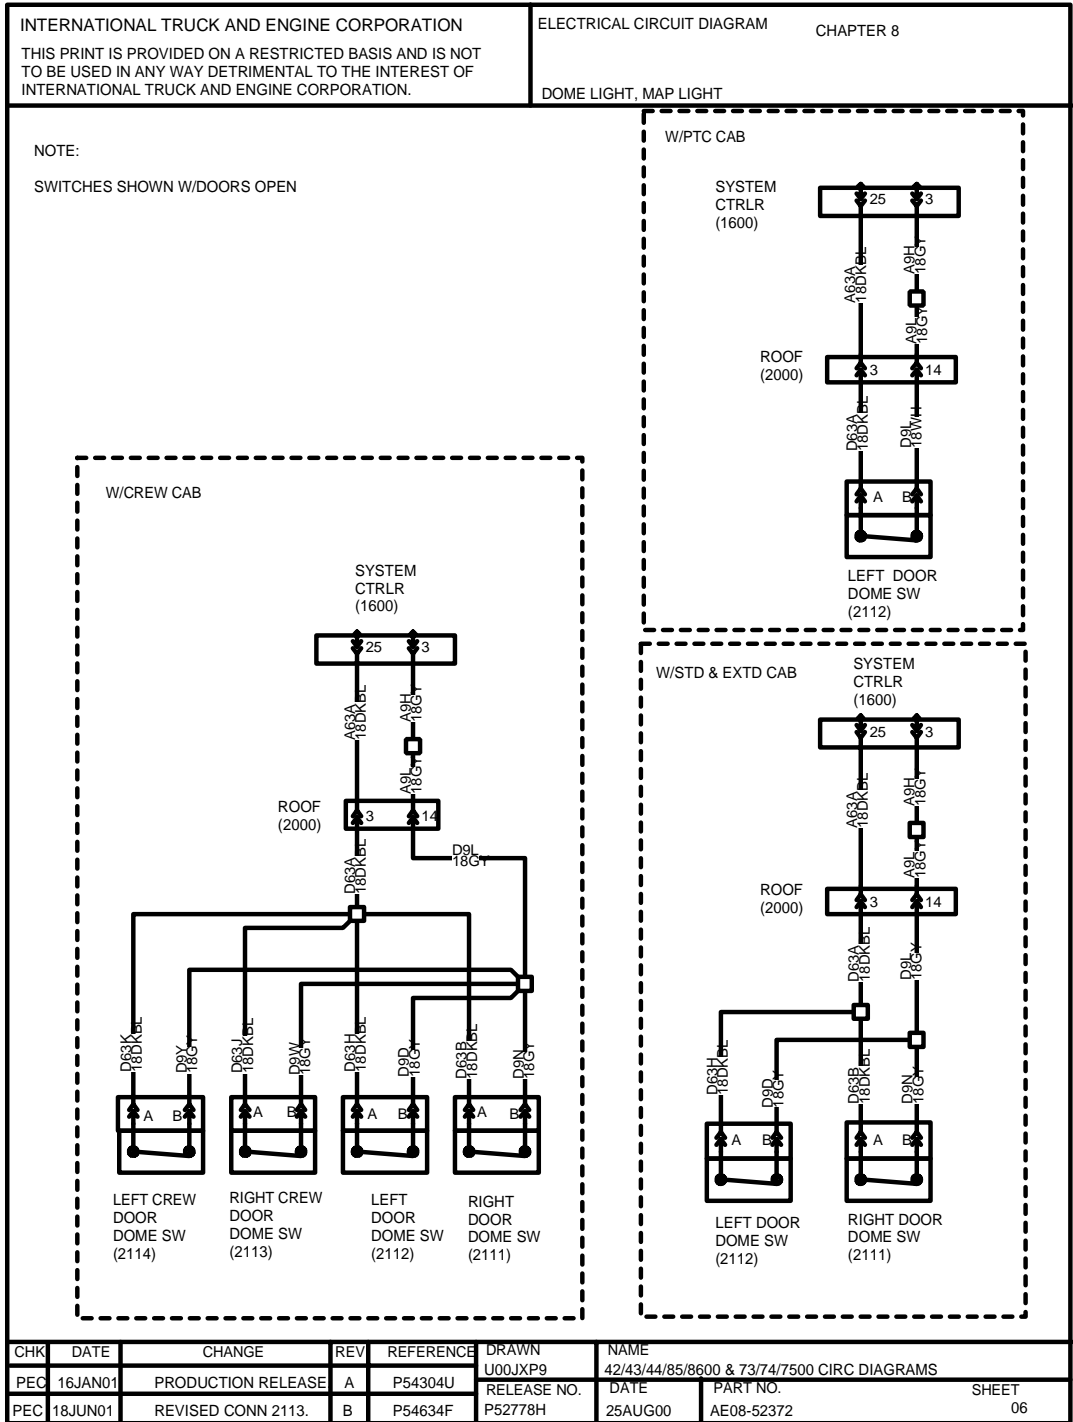 INTERNATIONAL TRUCK AND ENGINE CORPORATION
THIS PRINT IS PROVIDED ON A RESTRICTED BASIS AND IS NOT
TO BE USED IN ANY WAY DETRIMENTAL TO THE INTEREST OF
INTERNATIONAL TRUCK AND ENGINE CORPORATION.
ELECTRICAL CIRCUIT DIAGRAM
CHAPTER 8
DOME LIGHT, MAP LIGHT
NOTE:
SWITCHES SHOWN W/DOORS OPEN
W/PTC CAB
SYSTEM
CTRLR
(1600)
25
3
A63A
18DKBL
A9H
18GY
A9L
18GY
ROOF
(2000)
3
14
D63A
18DKBL
D9L
18WH
A
B
LEFT DOOR
DOME SW
(2112)
W/CREW CAB
SYSTEM
CTRLR
(1600)
25
3
A63A
18DKBL
A9H
18GY
A9L
18GY
ROOF
(2000)
3
14
D63A
18DKBL
D9L
18GY
D63K
18DKBL
D9Y
18GY
D63J
18DKBL
D9W
18GY
D63H
18DKBL
D9D
18GY
D63B
18DKBL
D9N
18GY
A
B
A
B
A
B
A
B
LEFT CREW
DOOR
DOME SW
(2114)
RIGHT CREW
DOOR
DOME SW
(2113)
LEFT
DOOR
DOME SW
(2112)
RIGHT
DOOR
DOME SW
(2111)
W/STD & EXTD CAB
SYSTEM
CTRLR
(1600)
25
3
A63A
18DKBL
A9H
18GY
A9L
18GY
ROOF
(2000)
3
14
D63A
18DKBL
D9L
18GY
D63H
18DKBL
D9D
18GY
D63B
18DKBL
D9N
18GY
A
B
A
B
LEFT DOOR
DOME SW
(2112)
RIGHT DOOR
DOME SW
(2111)
CHK DATE CHANGE REV REFERENCE
PEC 16JAN01 PRODUCTION RELEASE A P54304U
PEC 18JUN01 REVISED CONN 2113. B P54634F
DRAWN
U00JXP9
RELEASE NO.
P52778H
NAME
42/43/44/85/8600 & 73/74/7500 CIRC DIAGRAMS
DATE
25AUG00
PART NO.
AE08-52372
SHEET
06